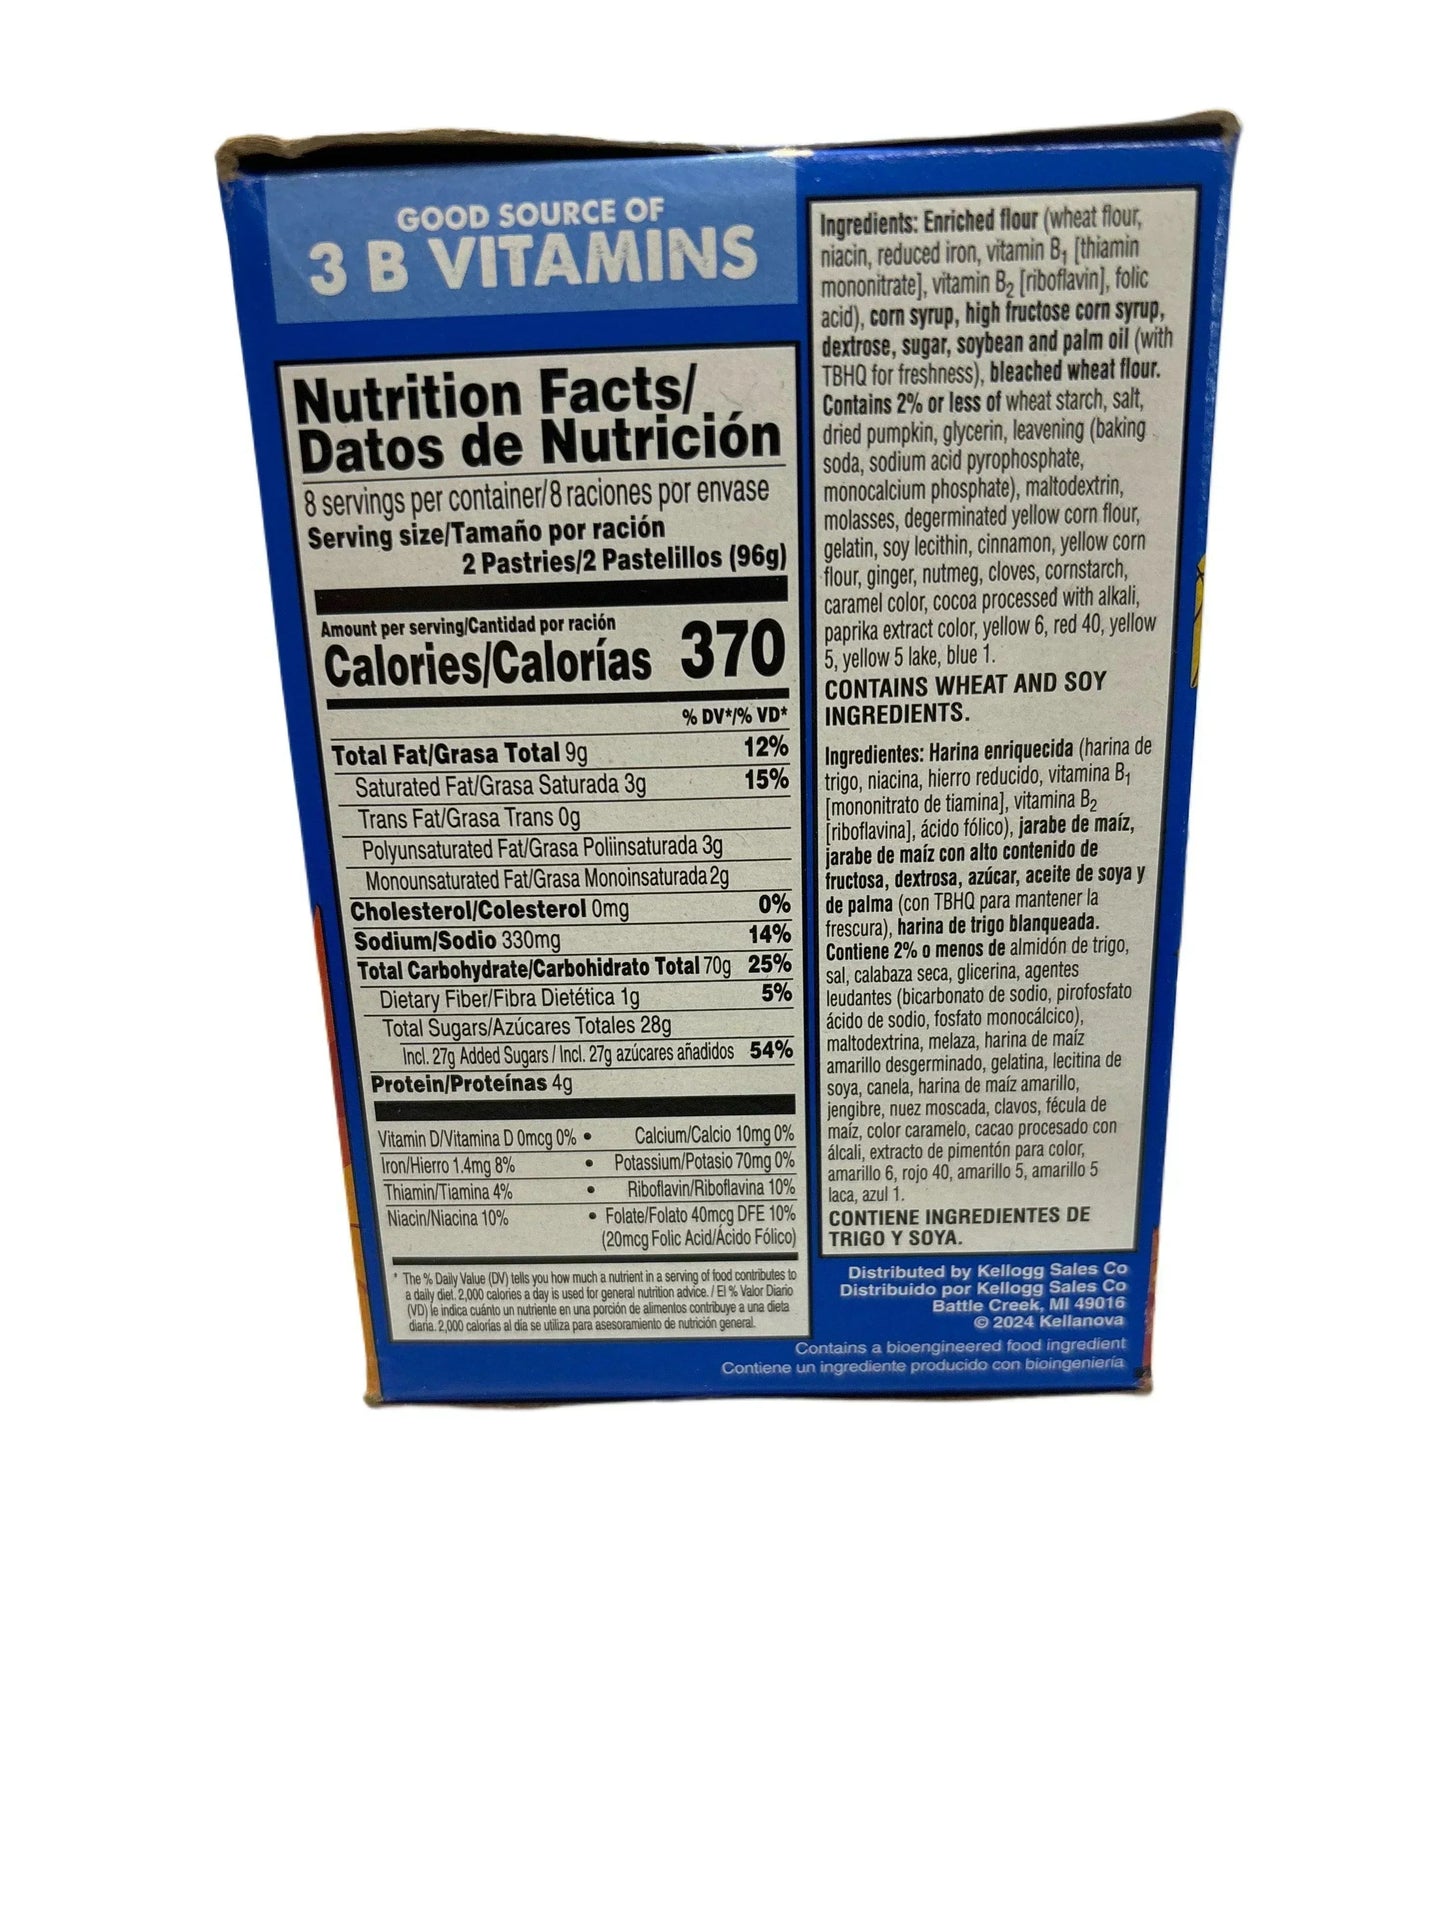 GOOD SOURCE OF
3 B VITAMINS
Nutrition Facts/
Datos de Nutrición
8 servings per container/8 raciones por envase
Serving size/Tamaño por ración
2 Pastries/2 Pastelillos (96g)
Amount per serving/Cantidad por ración
Calories/Calorías 370
% DV*/% VD*
Total Fat/Grasa Total 9g 12%
Saturated Fat/Grasa Saturada 3g 15%
Trans Fat/Grasa Trans 0g
Polyunsaturated Fat/Grasa Poliinsaturada 3g
Monounsaturated Fat/Grasa Monoinsaturada 2g
Cholesterol/Colesterol 0mg 0%
Sodium/Sodio 330mg 14%
Total Carbohydrate/Carbohidrato Total 70g 25%
Dietary Fiber/Fibra Dietética 1g 5%
Total Sugars/Azúcares Totales 28g
Incl. 27g Added Sugars / Incl. 27g azúcares añadidos 54%
Protein/Proteínas 4g
Vitamin D/Vitamina D 0mcg 0% • Calcium/Calcio 10mg 0%
Iron/Hierro 1.4mg 8% • Potassium/Potasio 70mg 0%
Thiamin/Tiamina 4% • Riboflavin/Riboflavina 10%
Niacin/Niacina 10% • Folate/Folato 40mcg DFE 10%
(20mcg Folic Acid/Ácido Fólico)
* The % Daily Value (DV) tells you how much a nutrient in a serving of food contributes to
a daily diet. 2,000 calories a day is used for general nutrition advice. / El % Valor Diario
(VD) le indica cuánto un nutriente en una porción de alimentos contribuye a una dieta
diaria. 2,000 calorías al día se utiliza para asesoramiento de nutrición general.
Ingredients: Enriched flour (wheat flour,
niacin, reduced iron, vitamin B1 [thiamin
mononitrate], vitamin B2 [riboflavin], folic
acid), corn syrup, high fructose corn syrup,
dextrose, sugar, soybean and palm oil (with
TBHQ for freshness), bleached wheat flour.
Contains 2% or less of wheat starch, salt,
dried pumpkin, glycerin, leavening (baking
soda, sodium acid pyrophosphate,
monocalcium phosphate), maltodextrin,
molasses, degerminated yellow corn flour,
gelatin, soy lecithin, cinnamon, yellow corn
flour, ginger, nutmeg, cloves, cornstarch,
caramel color, cocoa processed with alkali,
paprika extract color, yellow 6, red 40, yellow
5, yellow 5 lake, blue 1.
CONTAINS WHEAT AND SOY
INGREDIENTS.
Ingredientes: Harina enriquecida (harina de
trigo, niacina, hierro reducido, vitamina B1
[mononitrato de tiamina], vitamina B2
[riboflavina], ácido fólico), jarabe de maíz,
jarabe de maíz con alto contenido de
fructosa, dextrosa, azúcar, aceite de soya y
de palma (con TBHQ para mantener la
frescura), harina de trigo blanqueada.
Contiene 2% o menos de almidón de trigo,
sal, calabaza seca, glicerina, agentes
leudantes (bicarbonato de sodio, pirofosfato
ácido de sodio, fosfato monocálcico),
maltodextrina, melaza, harina de maíz
amarillo desgerminado, gelatina, lecitina de
soya, canela, harina de maíz amarillo,
jengibre, nuez moscada, clavos, fécula de
maíz, color caramelo, cacao procesado con
álcali, extracto de pimentón para color,
amarillo 6, rojo 40, amarillo 5, amarillo 5
laca, azul 1.
CONTIENE INGREDIENTES DE
TRIGO Y SOYA.
Distributed by Kellogg Sales Co
Distribuido por Kellogg Sales Co
Battle Creek, MI 49016
© 2024 Kellanova
Contains a bioengineered food ingredient
Contiene un ingrediente producido con bioingeniería